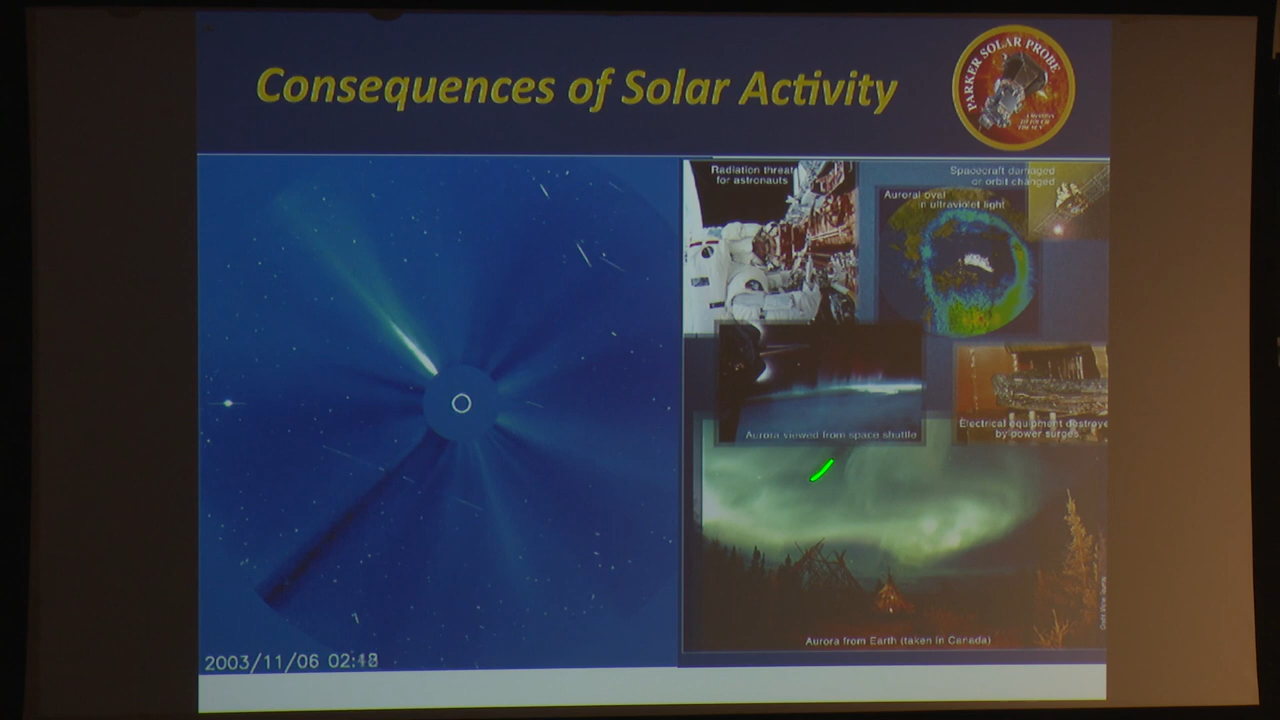 Consequences of Solar Activity
PARKER SOLAR PROBE
Radiation threat
for astronauts
Spacecraft damaged
or orbit changed
Auroral oval
in ultraviolet light
Aurora viewed from space shuttle
Electrical equipment destroye
by power surges
Aurora from Earth (taken in Canada)
2003/11/06 02:18